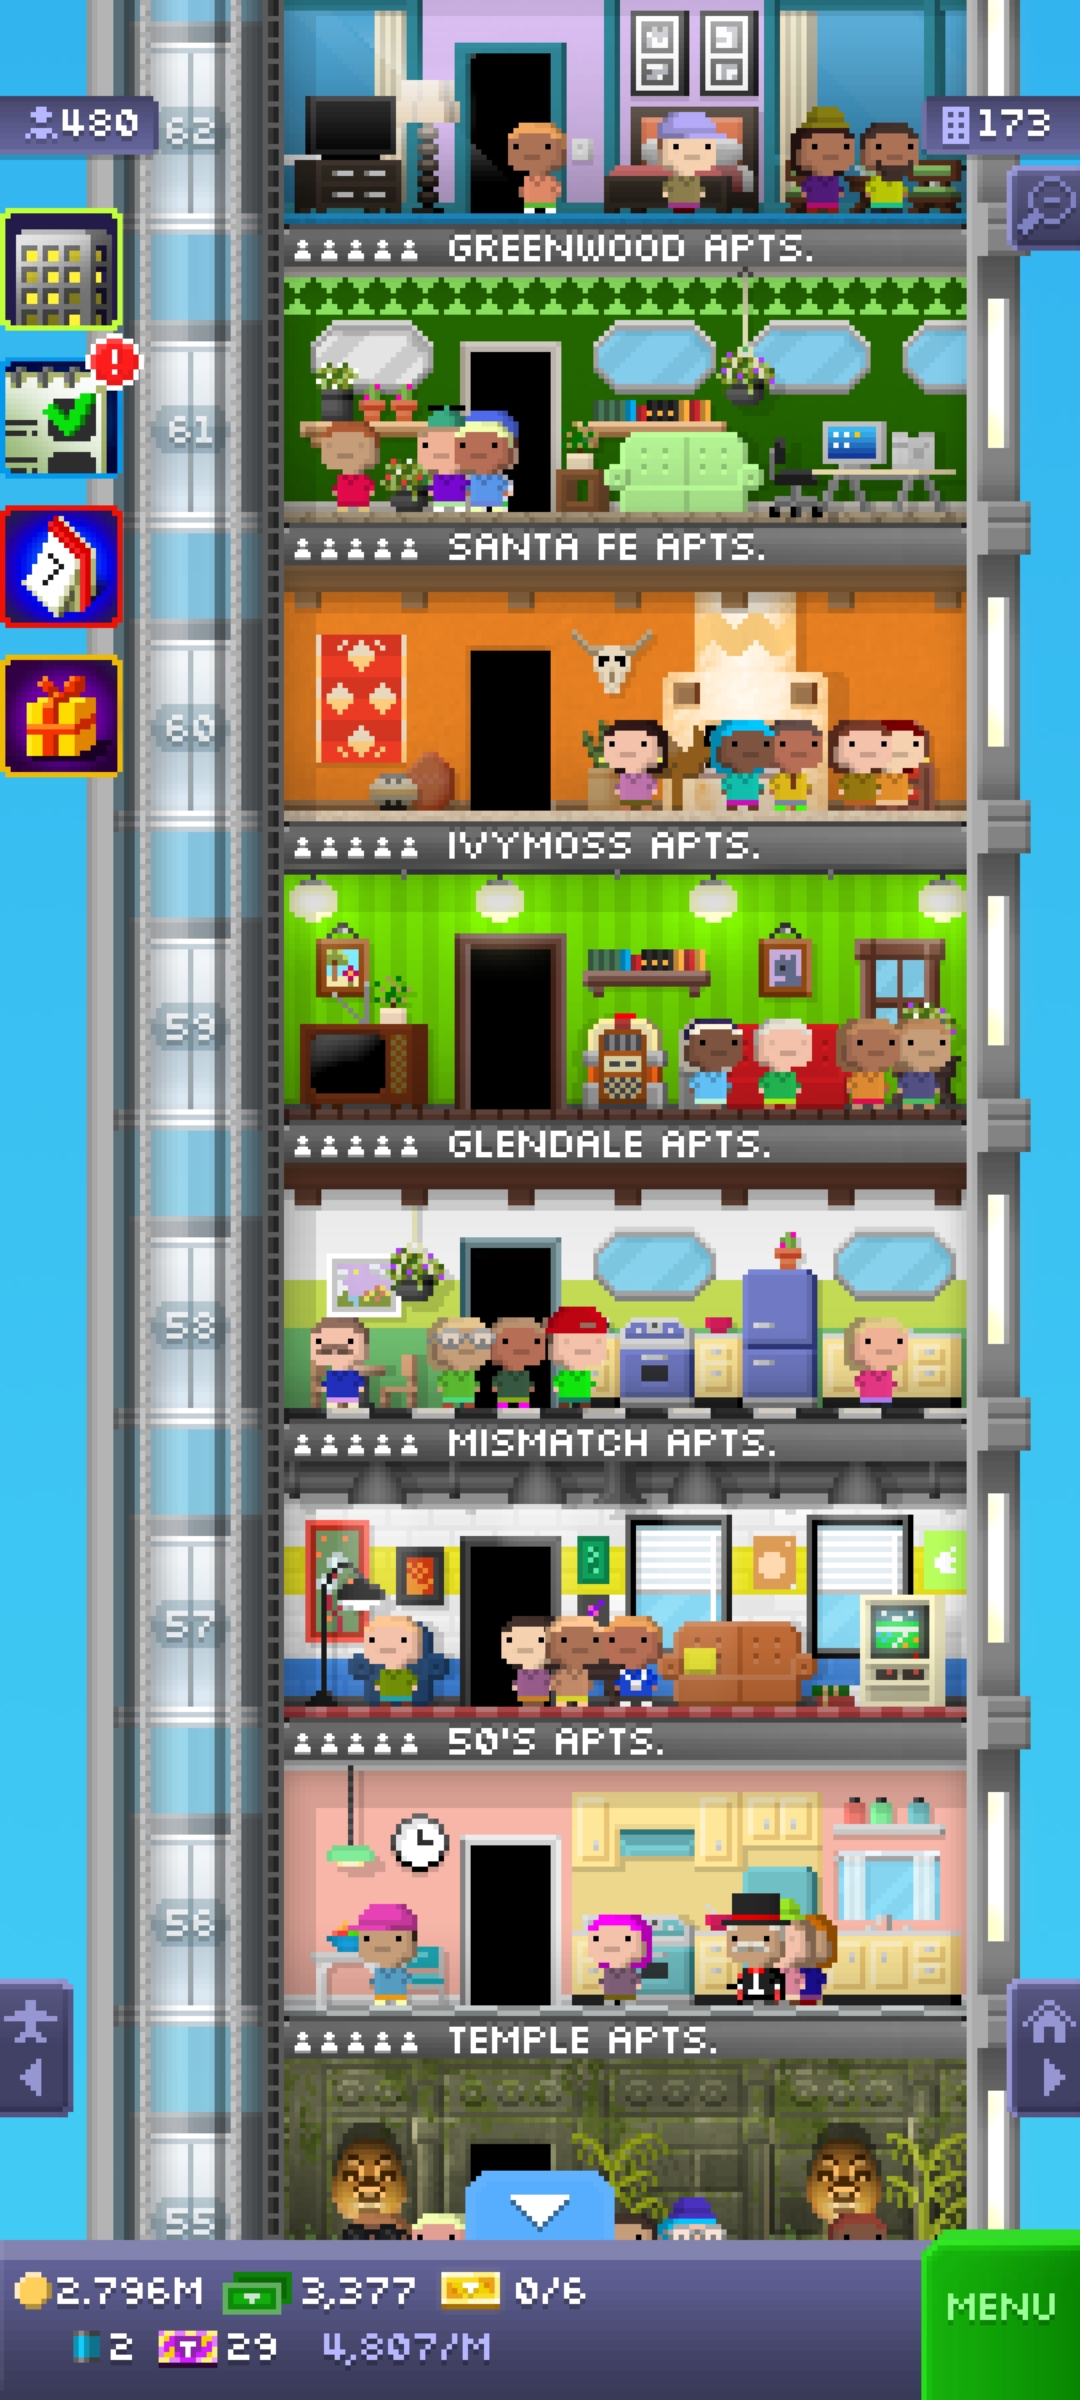 480
62
173
GREENWOOD APTS.
61
SANTA FE APTS.
60
IVYMOSS APTS.
59
GLENDALE APTS.
58
MISMATCH APTS.
57
50'S APTS.
56
TEMPLE APTS.
55
2.796M 3,377 0/6
2 29 4,807/M
MENU